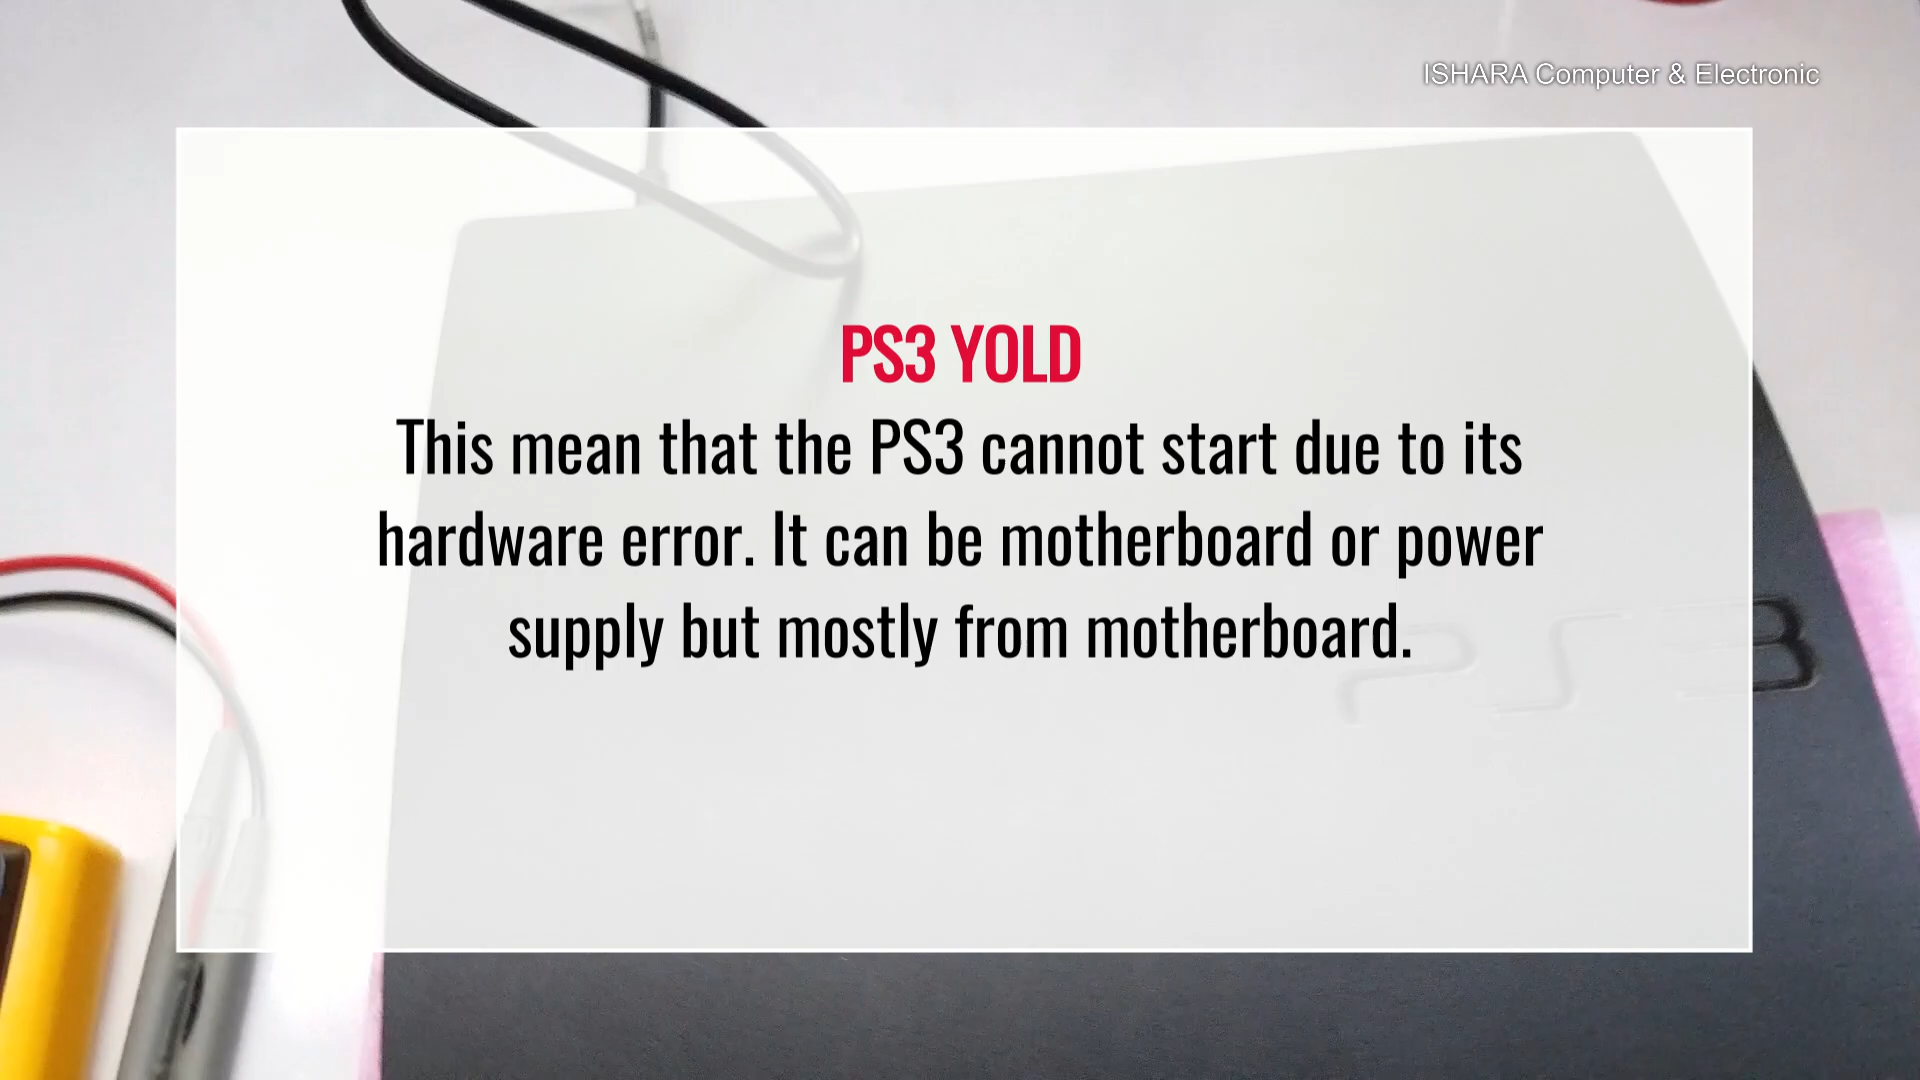 ISHARA Computer & Electronic
PS3 YOLD
This mean that the PS3 cannot start due to its
hardware error. It can be motherboard or power
supply but mostly from motherboard.
PS3